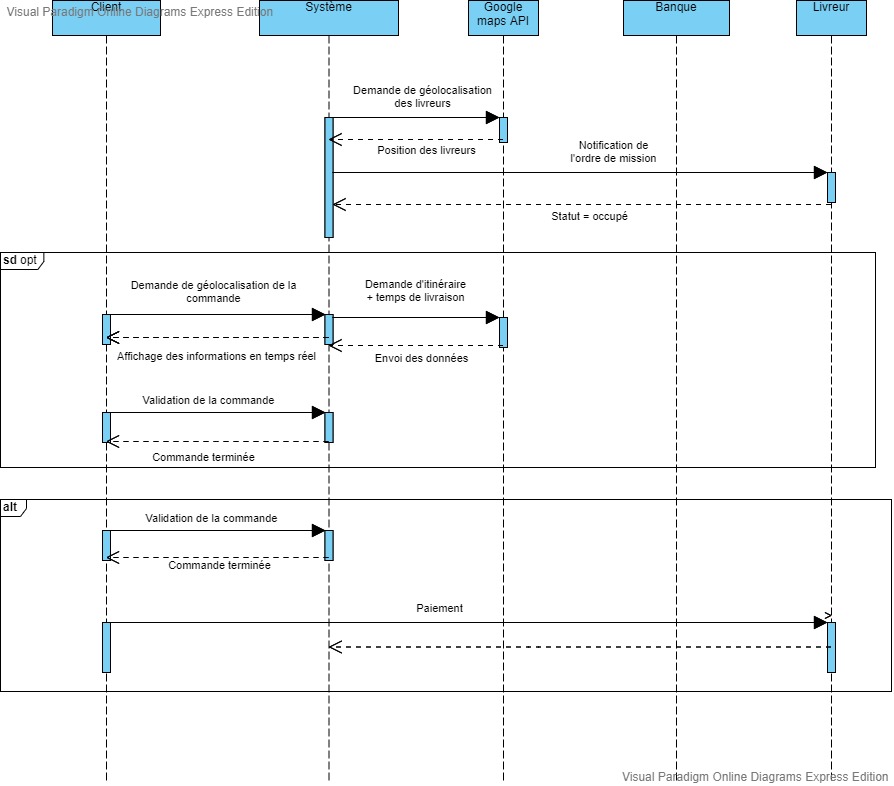 Visual Paradigm Online Diagrams Express Edition
Client
Système
Google
maps API
Banque
Livreur
Demande de géolocalisation
des livreurs
Position des livreurs
Notification de
l'ordre de mission
Statut = occupé
sd opt
Demande de géolocalisation de la
commande
Demande d'itinéraire
+ temps de livraison
Affichage des informations en temps réel
Envoi des données
Validation de la commande
Commande terminée
alt
Validation de la commande
Commande terminée
Paiement
>
Visual Paradigm Online Diagrams Express Edition